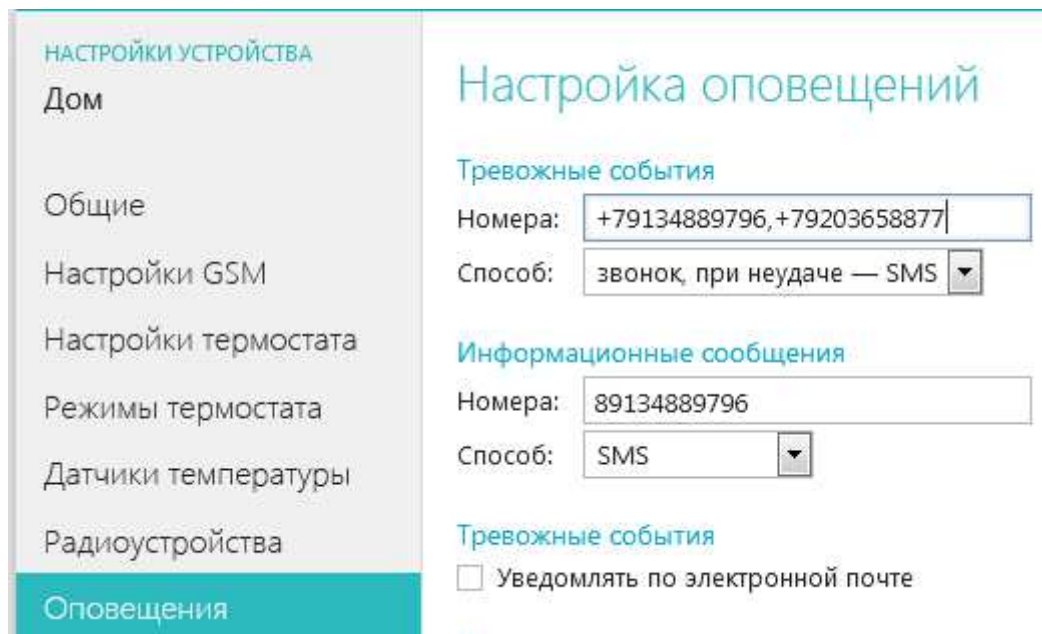 НАСТРОЙКИ УСТРОЙСТВА
Дом
Общие
Настройки GSM
Настройки термостата
Режимы термостата
Датчики температуры
Радиоустройства
Оповещения
Настройка оповещений
Тревожные события
Номера: +79134889796,+79203658877
Способ: звонок, при неудаче — SMS
Информационные сообщения
Номера: 89134889796
Способ: SMS
Тревожные события
Уведомлять по электронной почте